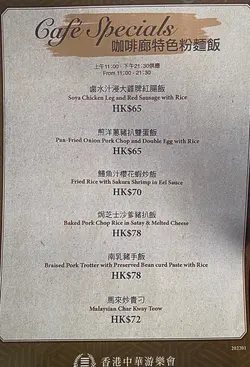 Café Specials
咖啡廊特色粉麵飯
上午11:00 - 下午21:30供應
From 11:00 - 21:30
滷水汁浸大髀牌紅腸飯
Soya Chicken Leg and Red Sausage with Rice
HK$65
煎洋蔥豬扒雙蛋飯
Pan-Fried Onion Pork Chop and Double Egg with Rice
HK$65
鰻魚汁櫻花蝦炒飯
Fried Rice with Sakura Shrimp in Eel Sauce
HK$70
焗芝士沙爹豬扒飯
Baked Pork Chop Rice in Satay & Melted Cheese
HK$78
南乳豬手飯
Braised Pork Trotter with Preserved Bean curd Paste with Rice
HK$78
馬來炒貴刁
Malaysian Char Kway Teow
HK$72
202201
香港中華游樂會